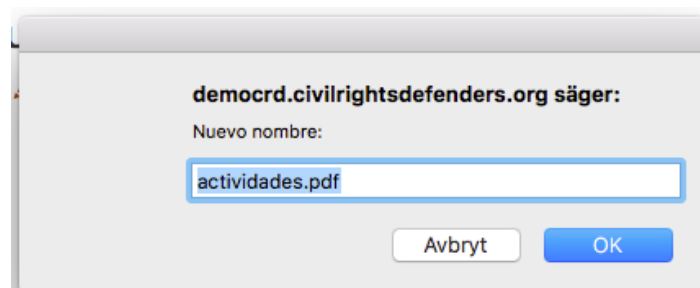 democrd.civilrightsdefenders.org säger:
Nuevo nombre:
actividades.pdf
Avbryt OK